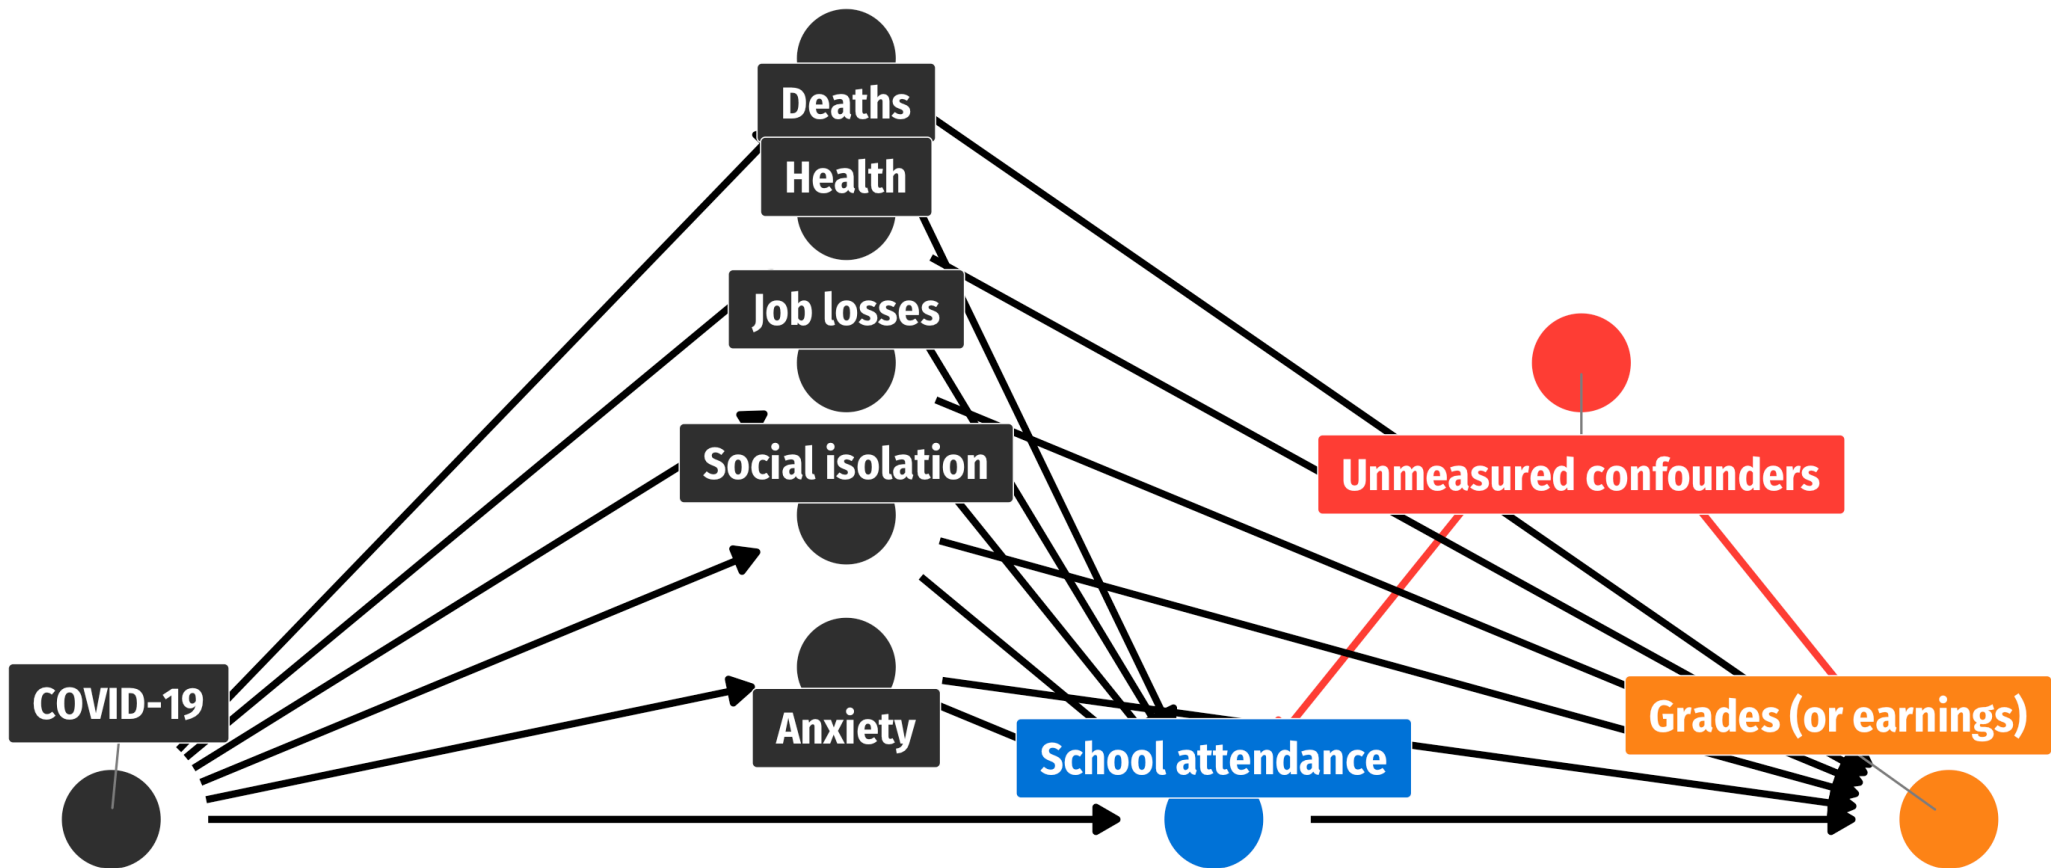 Deaths
Health
Job losses
Social isolation
Unmeasured confounders
COVID-19
Anxiety
Grades (or earnings)
School attendance